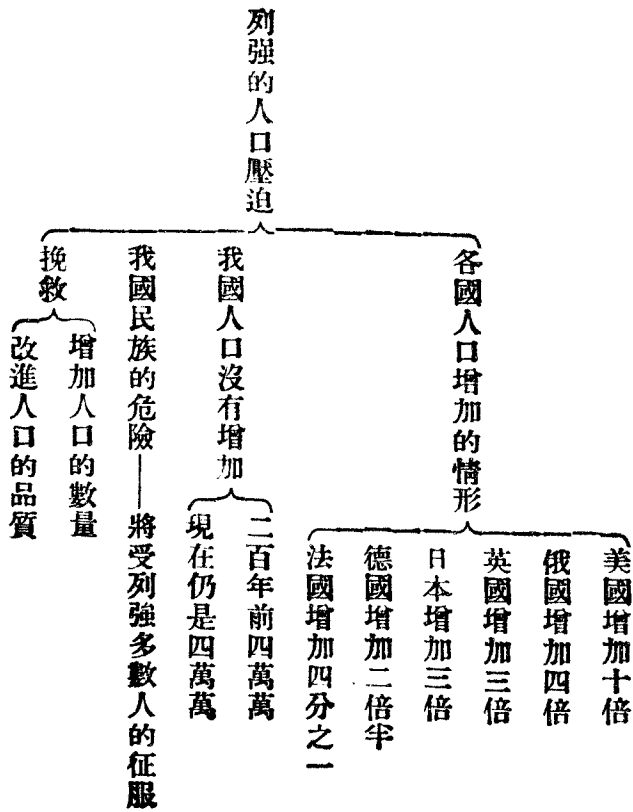 列强的人口壓迫
各國人口增加的情形
美國增加十倍
俄國增加四倍
英國增加三倍
日本增加三倍
德國增加二倍半
法國增加四分之一
我國人口沒有增加
二百年前四萬萬
現在仍是四萬萬
我國民族的危險——將受列强多數人的征服
挽救
增加人口的數量
改進人口的品質